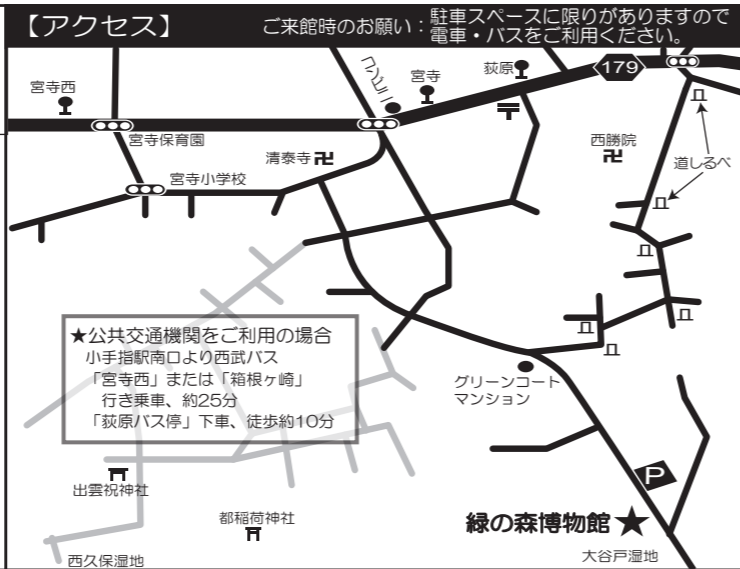 【アクセス】
ご来館時のお願い：駐車スペースに限りがありますので
電車・バスをご利用ください。
宮寺西
コンビニ
宮寺
荻原
179
宮寺保育園
清泰寺
西勝院
道しるべ
宮寺小学校
★公共交通機関をご利用の場合
小手指駅南口より西武バス
「宮寺西」または「箱根ヶ崎」
行き乗車、約25分
「荻原バス停」下車、徒歩約10分
グリーンコート
マンション
P
出雲祝神社
都稲荷神社
緑の森博物館★
西久保湿地
大谷戸湿地